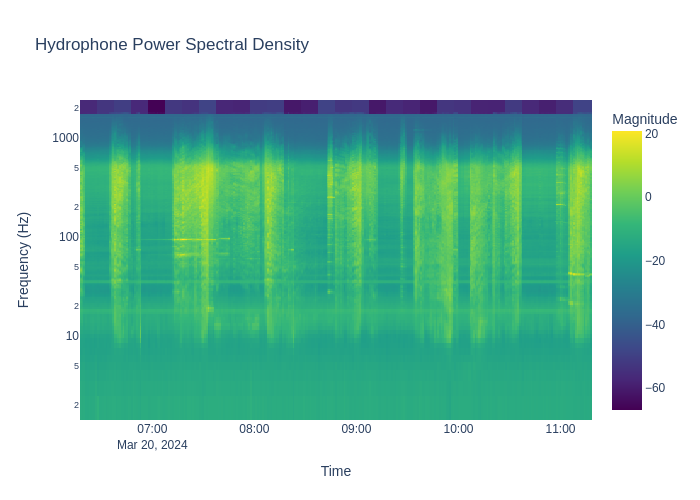 Hydrophone Power Spectral Density
Magnitude
2
1000
5
2
100
5
2
10
5
2
Frequency (Hz)
20
0
−20
−40
−60
07:00 08:00 09:00 10:00 11:00
Mar 20, 2024
Time